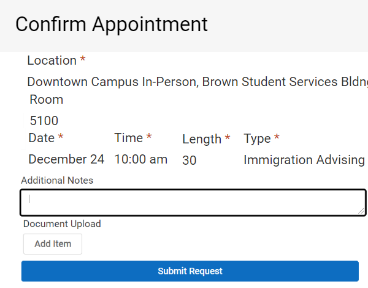 Confirm Appointment
Location *
Downtown Campus In-Person, Brown Student Services Bldng
Room
5100
Date * Time * Length * Type *
December 24 10:00 am 30 Immigration Advising
Additional Notes
Document Upload
Add Item
Submit Request